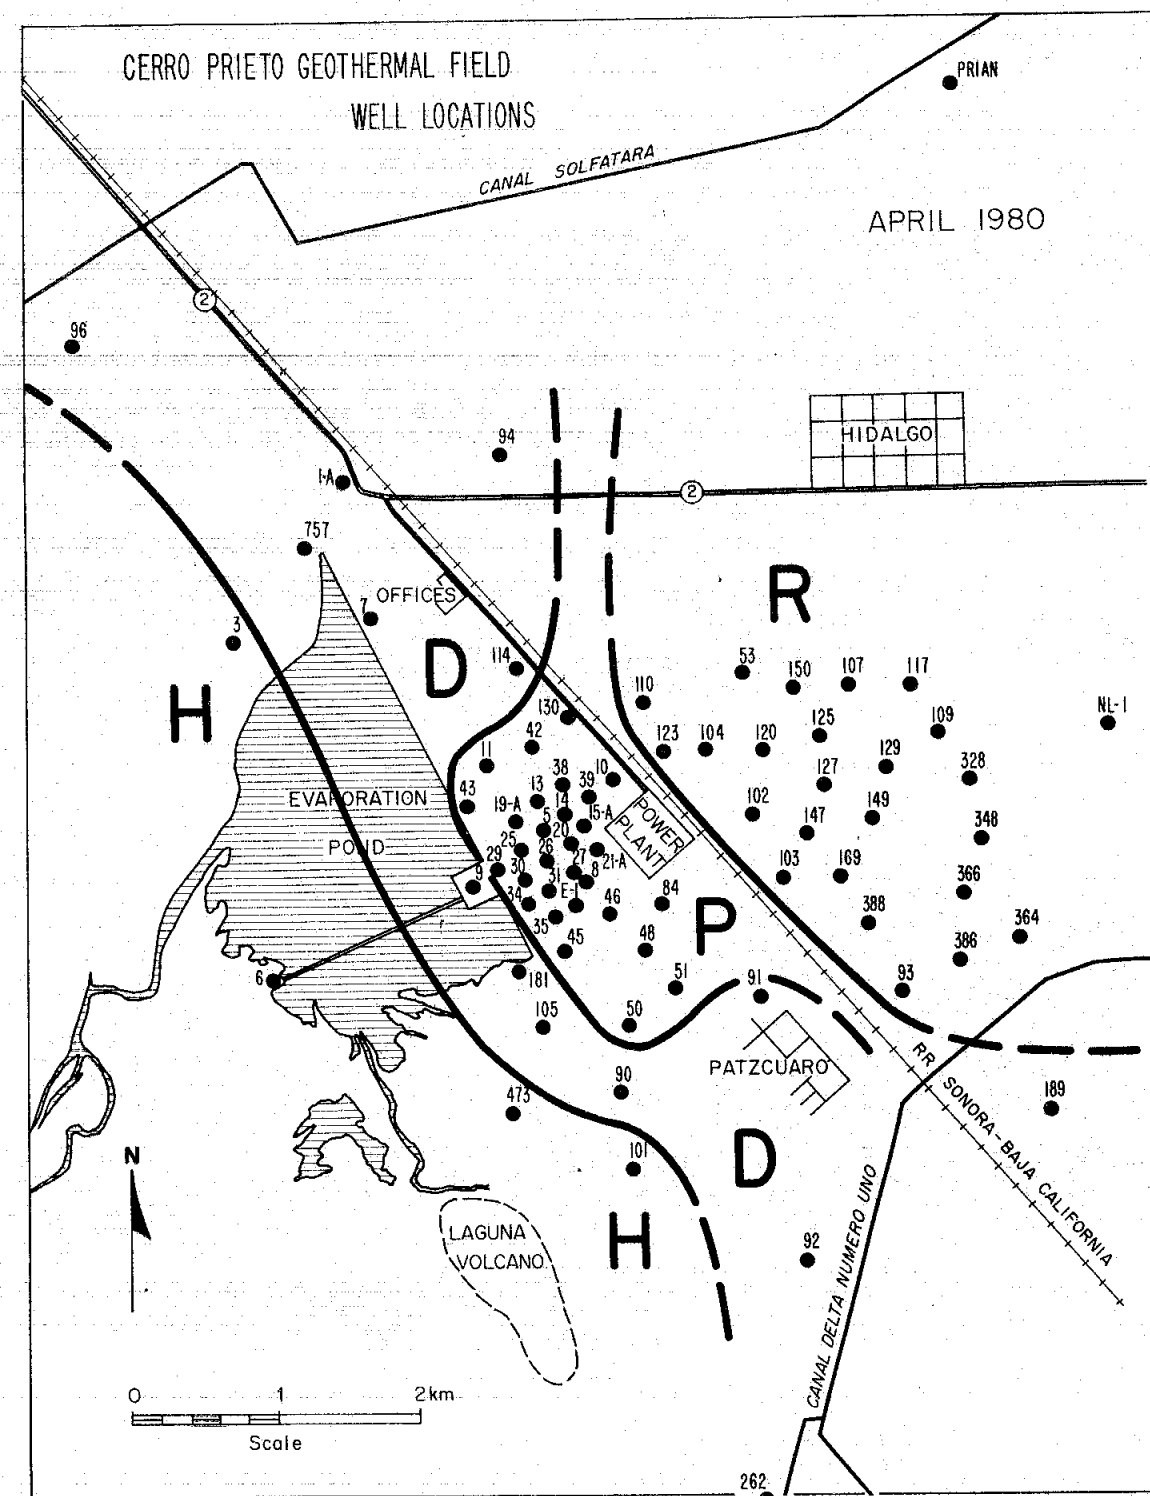 CERRO PRIETO GEOTHERMAL FIELD
WELL LOCATIONS
PRIAN
CANAL SOLFATARA
APRIL 1980
2
96
HIDALGO
94
1-A
2
757
OFFICES
7
R
3
D
114
53
150
107
117
H
110
NL-1
130
42
123
104
120
125
109
11
129
328
38
39
10
127
EVAPORATION
43
13
19-A
14
15-A
POWER
PLANT
102
147
149
348
POND
5
20
25
26
21-A
29
30
27
8
103
169
366
9
31
34
E-1
46
84
388
364
35
P
45
48
386
6
181
51
91
93
105
50
PATZCUARO
RR SONORA-BAJA CALIFORNIA
90
189
473
101
N
D
LAGUNA
VOLCANO
H
92
CANAL DELTA NUMERO UNO
0 1 2km
Scale
262